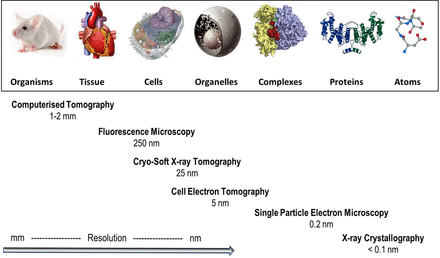 Organisms Tissue Cells Organelles Complexes Proteins Atoms
Computerised Tomography
1-2 mm
Fluorescence Microscopy
250 nm
Cryo-Soft X-ray Tomography
25 nm
Cell Electron Tomography
5 nm
Single Particle Electron Microscopy
0.2 nm
X-ray Crystallography
< 0.1 nm
mm ---------------- Resolution ---------------- nm